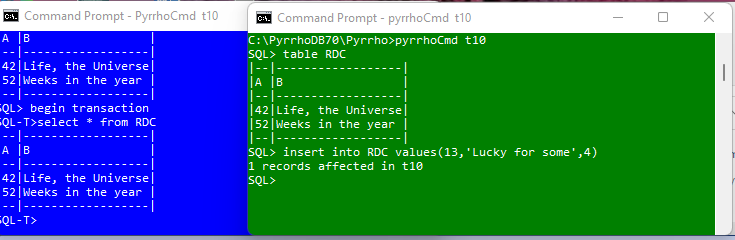 Command Prompt - PyrrhoCmd t10
A |B                 |
--|------------------|
42|Life, the Universe|
52|Weeks in the year |
--|------------------|
SQL> begin transaction
SQL-T>select * from RDC
--|------------------|
A |B                 |
--|------------------|
42|Life, the Universe|
52|Weeks in the year |
--|------------------|
SQL-T>
Command Prompt - pyrrhoCmd t10
C:\PyrrhoDB70\Pyrrho>pyrrhoCmd t10
SQL> table RDC
|--|------------------|
|A |B                 |
|--|------------------|
|42|Life, the Universe|
|52|Weeks in the year |
|--|------------------|
SQL> insert into RDC values(13,'Lucky for some',4)
1 records affected in t10
SQL>